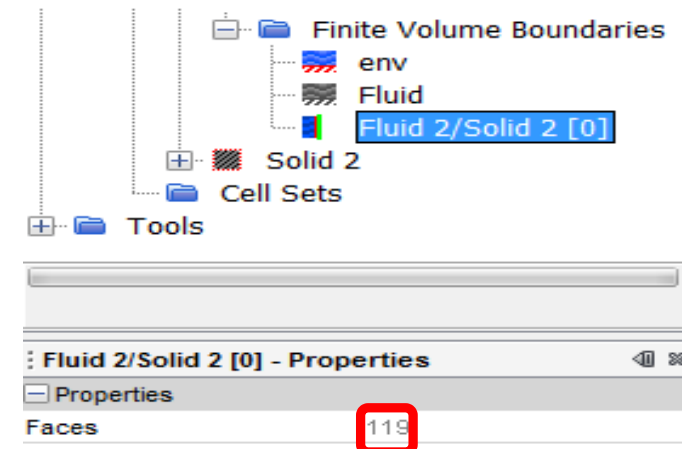 Finite Volume Boundaries
env
Fluid
Fluid 2/Solid 2 [0]
Solid 2
Cell Sets
Tools
Fluid 2/Solid 2 [0] - Properties
Properties
Faces 119